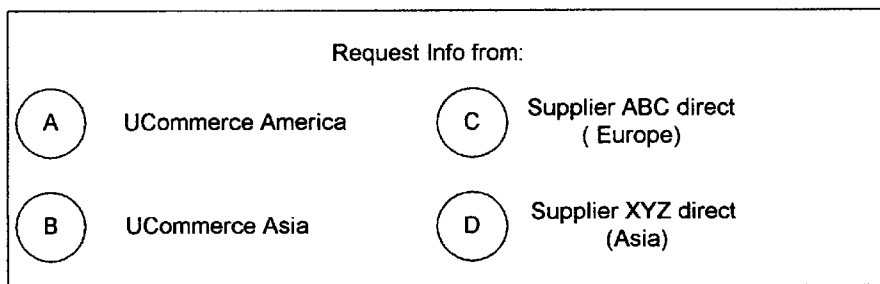 Request Info from:
A UCommerce America
C Supplier ABC direct
( Europe)
B UCommerce Asia
D Supplier XYZ direct
(Asia)